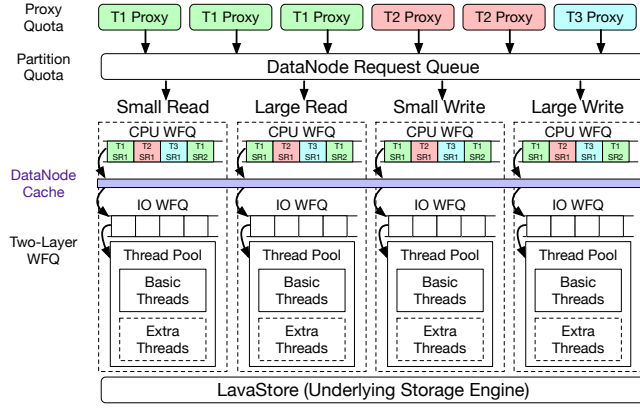 Proxy
Quota
T1 Proxy T1 Proxy T1 Proxy T2 Proxy T2 Proxy T3 Proxy
Partition
Quota
DataNode Request Queue
Small Read Large Read Small Write Large Write
CPU WFQ CPU WFQ CPU WFQ CPU WFQ
T1 T2 T3 T1 T1 T2 T3 T1 T1 T2 T3 T1 T1 T2 T3 T1
SR1 SR1 SR1 SR2 SR1 SR1 SR1 SR2 SR1 SR1 SR1 SR2 SR1 SR1 SR1 SR2
DataNode
Cache
IO WFQ IO WFQ IO WFQ IO WFQ
Two-Layer
WFQ
Thread Pool Thread Pool Thread Pool Thread Pool
Basic Basic Basic Basic
Threads Threads Threads Threads
Extra Extra Extra Extra
Threads Threads Threads Threads
LavaStore (Underlying Storage Engine)